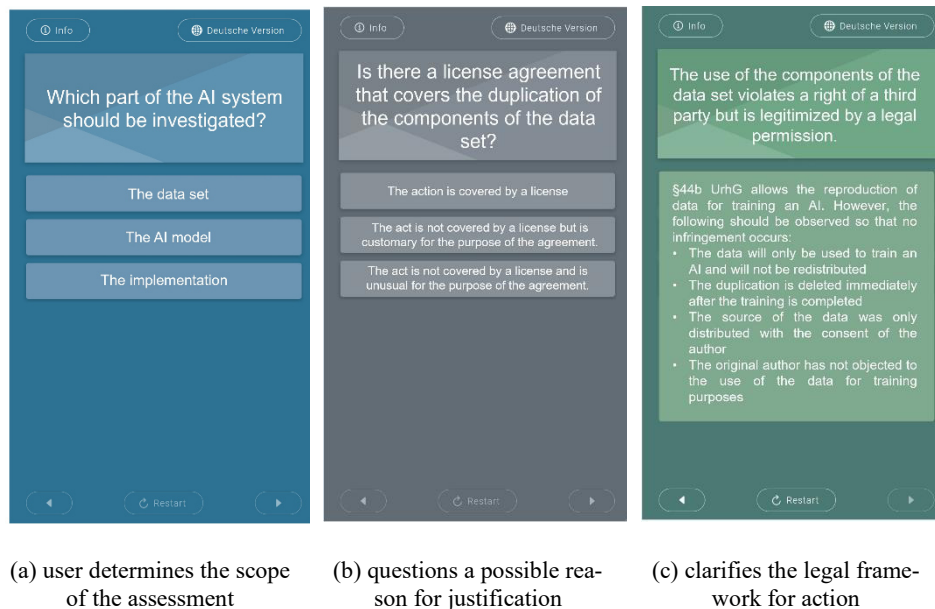 Info
Deutsche Version
Which part of the AI system
should be investigated?
The data set
The AI model
The implementation
Restart
(a) user determines the scope
of the assessment
Info
Deutsche Version
Is there a license agreement
that covers the duplication of
the components of the data
set?
The action is covered by a license
The act is not covered by a license but is
customary for the purpose of the agreement.
The act is not covered by a license and is
unusual for the purpose of the agreement.
Restart
(b) questions a possible rea-
son for justification
Info
Deutsche Version
The use of the components of the
data set violates a right of a third
party but is legitimized by a legal
permission.
§44b UrhG allows the reproduction of
data for training an AI. However, the
following should be observed so that no
infringement occurs:
• The data will only be used to train an
AI and will not be redistributed
• The duplication is deleted immediately
after the training is completed
• The source of the data was only
distributed with the consent of the
author
• The original author has not objected to
the use of the data for training
purposes
Restart
(c) clarifies the legal frame-
work for action